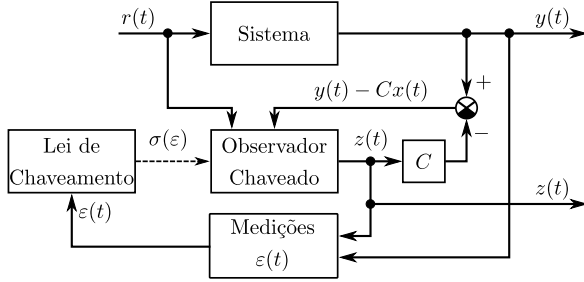 r(t)
Sistema
y(t)
+
y(t) − Cx(t)
−
Lei de
Chaveamento
σ(ε)
Observador
Chaveado
z(t)
C
z(t)
ε(t)
Medições
ε(t)